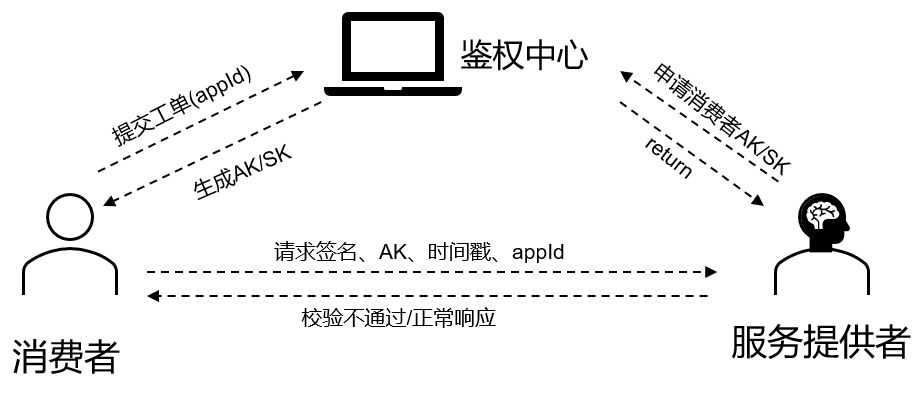 鉴权中心
提交工单(appId)
生成AK/SK
申请消费者AK/SK
return
请求签名、AK、时间戳、appId
校验不通过/正常响应
消费者
服务提供者